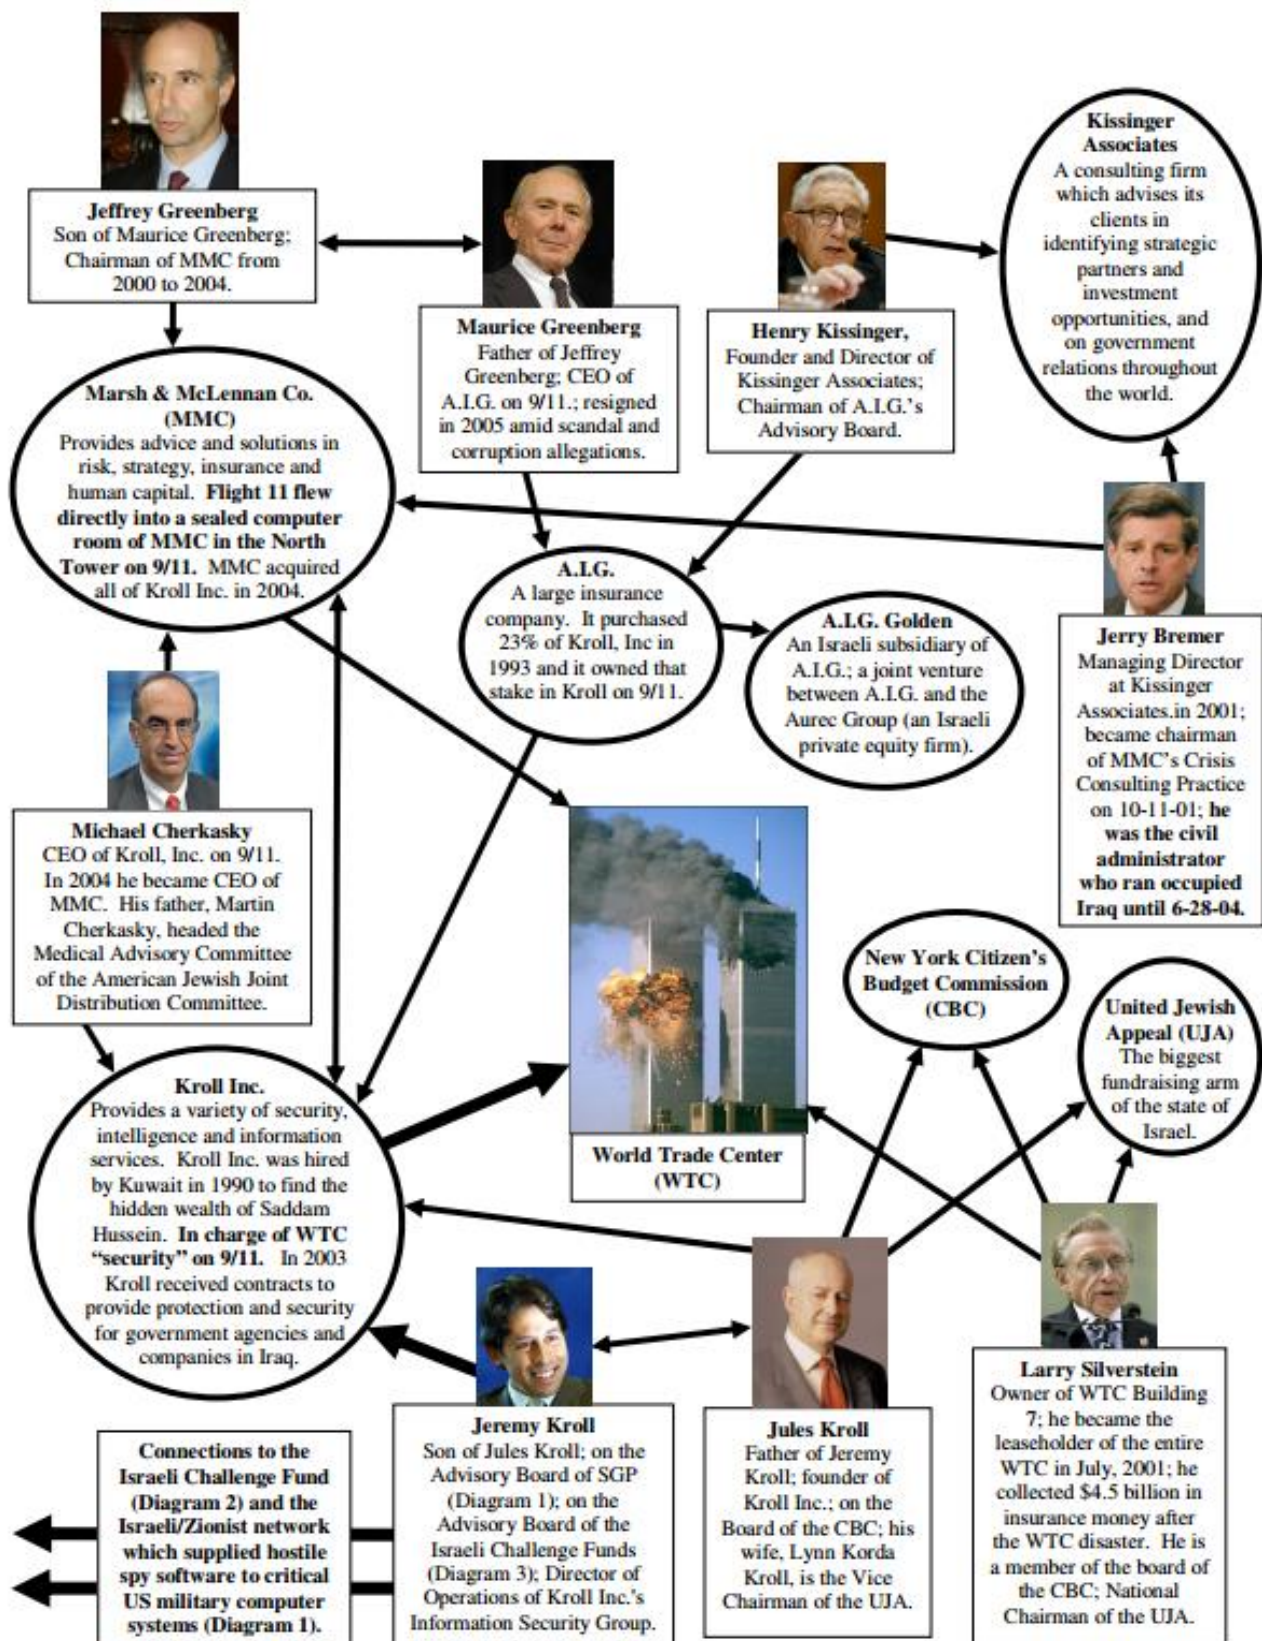 Jeffrey Greenberg
Son of Maurice Greenberg;
Chairman of MMC from
2000 to 2004.
Maurice Greenberg
Father of Jeffrey
Greenberg; CEO of
A.I.G. on 9/11.; resigned
in 2005 amid scandal and
corruption allegations.
Henry Kissinger,
Founder and Director of
Kissinger Associates;
Chairman of A.I.G.'s
Advisory Board.
Kissinger
Associates
A consulting firm
which advises its
clients in
identifying strategic
partners and
investment
opportunities, and
on government
relations throughout
the world.
Marsh & McLennan Co.
(MMC)
Provides advice and solutions in
risk, strategy, insurance and
human capital. Flight 11 flew
directly into a sealed computer
room of MMC in the North
Tower on 9/11. MMC acquired
all of Kroll Inc. in 2004.
A.I.G.
A large insurance
company. It purchased
23% of Kroll, Inc in
1993 and it owned that
stake in Kroll on 9/11.
A.I.G. Golden
An Israeli subsidiary of
A.I.G.; a joint venture
between A.I.G. and the
Aurec Group (an Israeli
private equity firm).
Jerry Bremer
Managing Director
at Kissinger
Associates.in 2001;
became chairman
of MMC's Crisis
Consulting Practice
on 10-11-01; he
was the civil
administrator
who ran occupied
Iraq until 6-28-04.
Michael Cherkasky
CEO of Kroll, Inc. on 9/11.
In 2004 he became CEO of
MMC. His father, Martin
Cherkasky, headed the
Medical Advisory Committee
of the American Jewish Joint
Distribution Committee.
World Trade Center
(WTC)
New York Citizen's
Budget Commission
(CBC)
United Jewish
Appeal (UJA)
The biggest
fundraising arm
of the state of
Israel.
Kroll Inc.
Provides a variety of security,
intelligence and information
services. Kroll Inc. was hired
by Kuwait in 1990 to find the
hidden wealth of Saddam
Hussein. In charge of WTC
"security" on 9/11. In 2003
Kroll received contracts to
provide protection and security
for government agencies and
companies in Iraq.
Connections to the
Israeli Challenge Fund
(Diagram 2) and the
Israeli/Zionist network
which supplied hostile
spy software to critical
US military computer
systems (Diagram 1).
Jeremy Kroll
Son of Jules Kroll; on the
Advisory Board of SGP
(Diagram 1); on the
Advisory Board of the
Israeli Challenge Funds
(Diagram 3); Director of
Operations of Kroll Inc.'s
Information Security Group.
Jules Kroll
Father of Jeremy
Kroll; founder of
Kroll Inc.; on the
Board of the CBC; his
wife, Lynn Korda
Kroll, is the Vice
Chairman of the UJA.
Larry Silverstein
Owner of WTC Building
7; he became the
leaseholder of the entire
WTC in July, 2001; he
collected $4.5 billion in
insurance money after
the WTC disaster. He is
a member of the board of
the CBC; National
Chairman of the UJA.